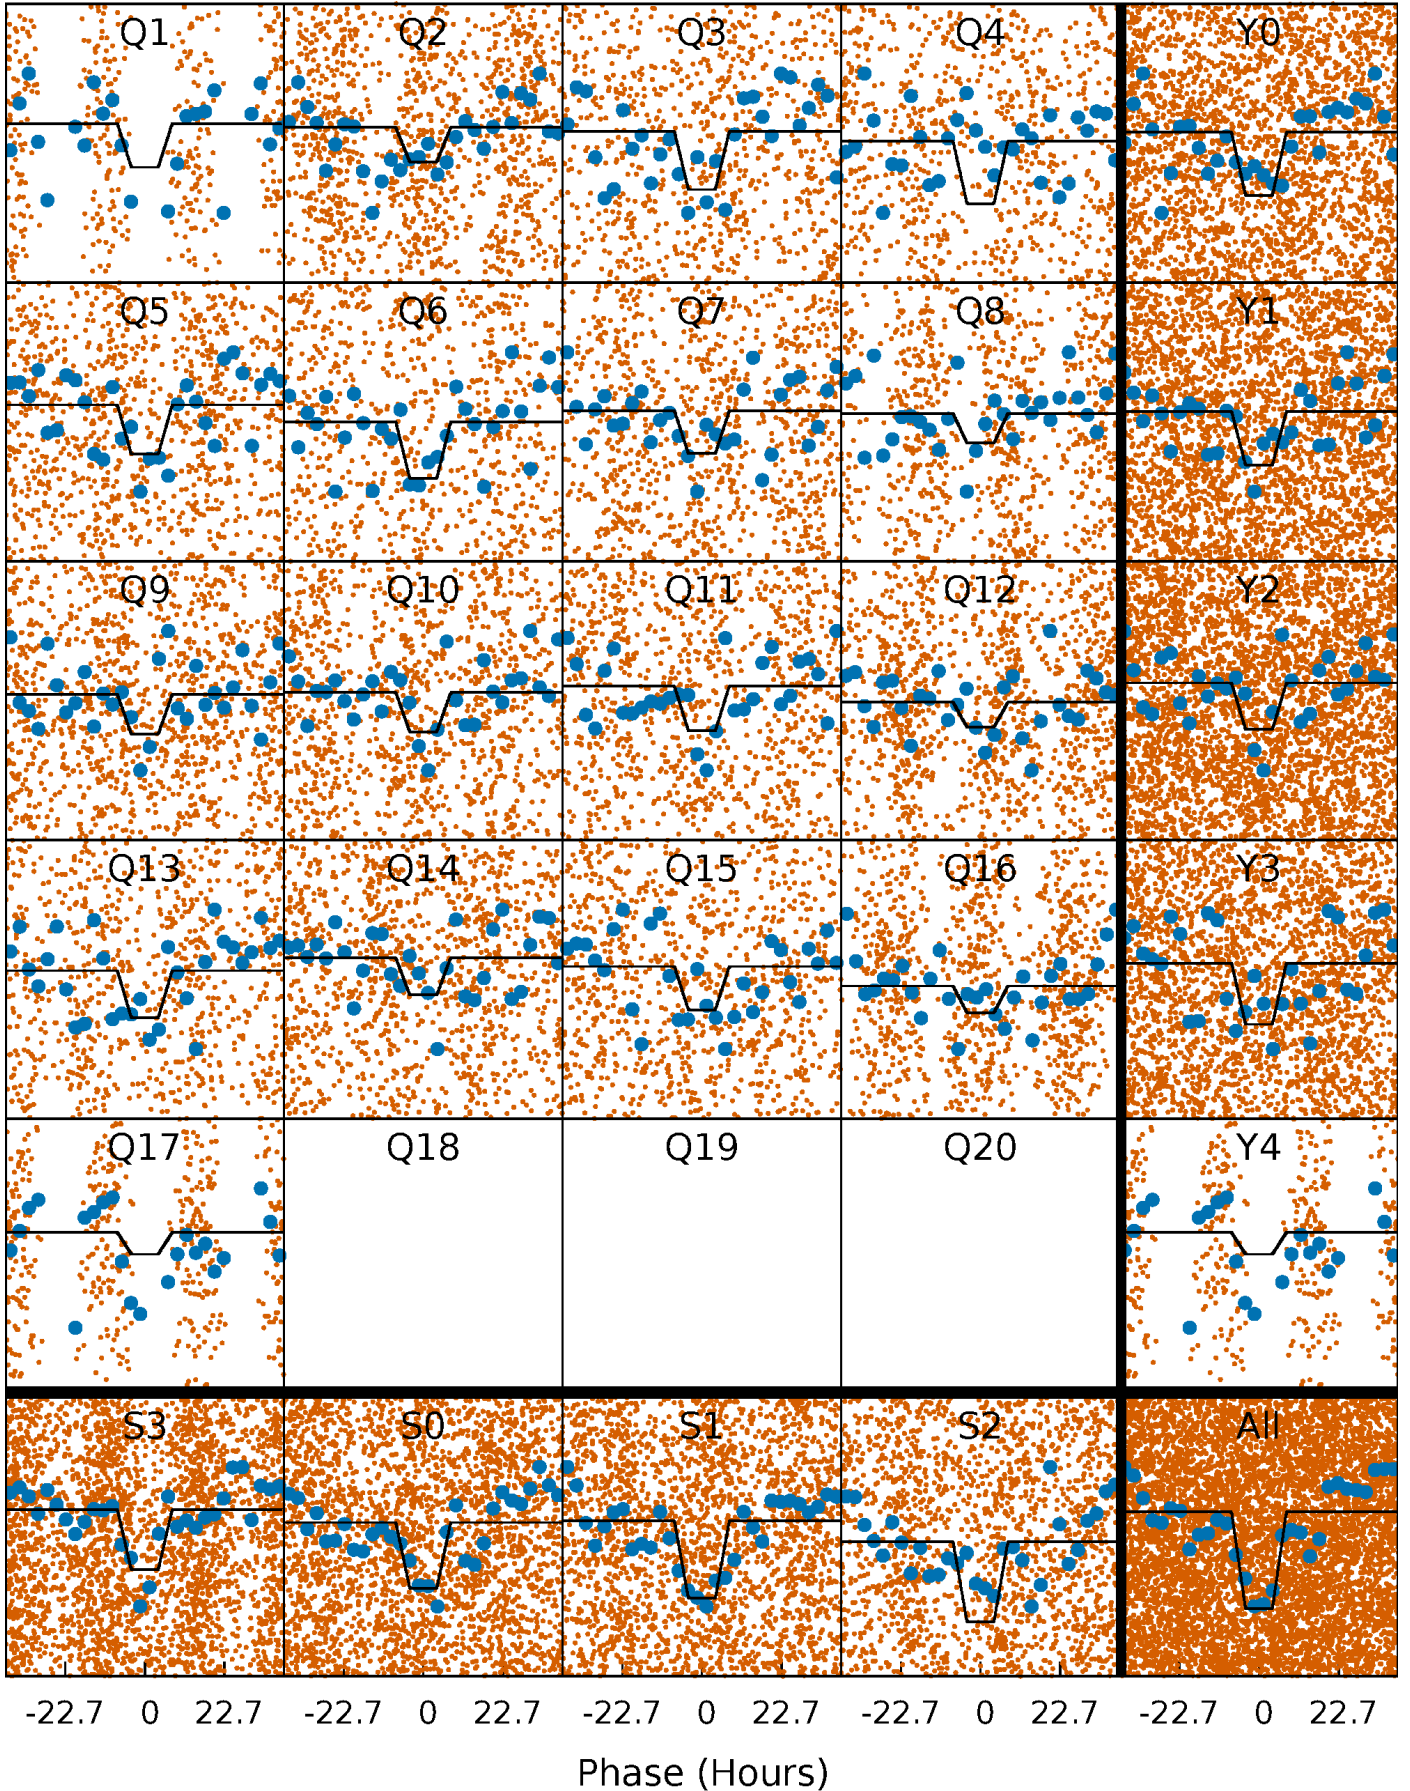 Q1 Q2 Q3 Q4 Y0
Q5 Q6 Q7 Q8 Y1
Q9 Q10 Q11 Q12 Y2
Q13 Q14 Q15 Q16 Y3
Q17 Q18 Q19 Q20 Y4
S3 S0 S1 S2 All
-22.7 0 22.7 -22.7 0 22.7 -22.7 0 22.7 -22.7 0 22.7 -22.7 0 22.7
Phase (Hours)